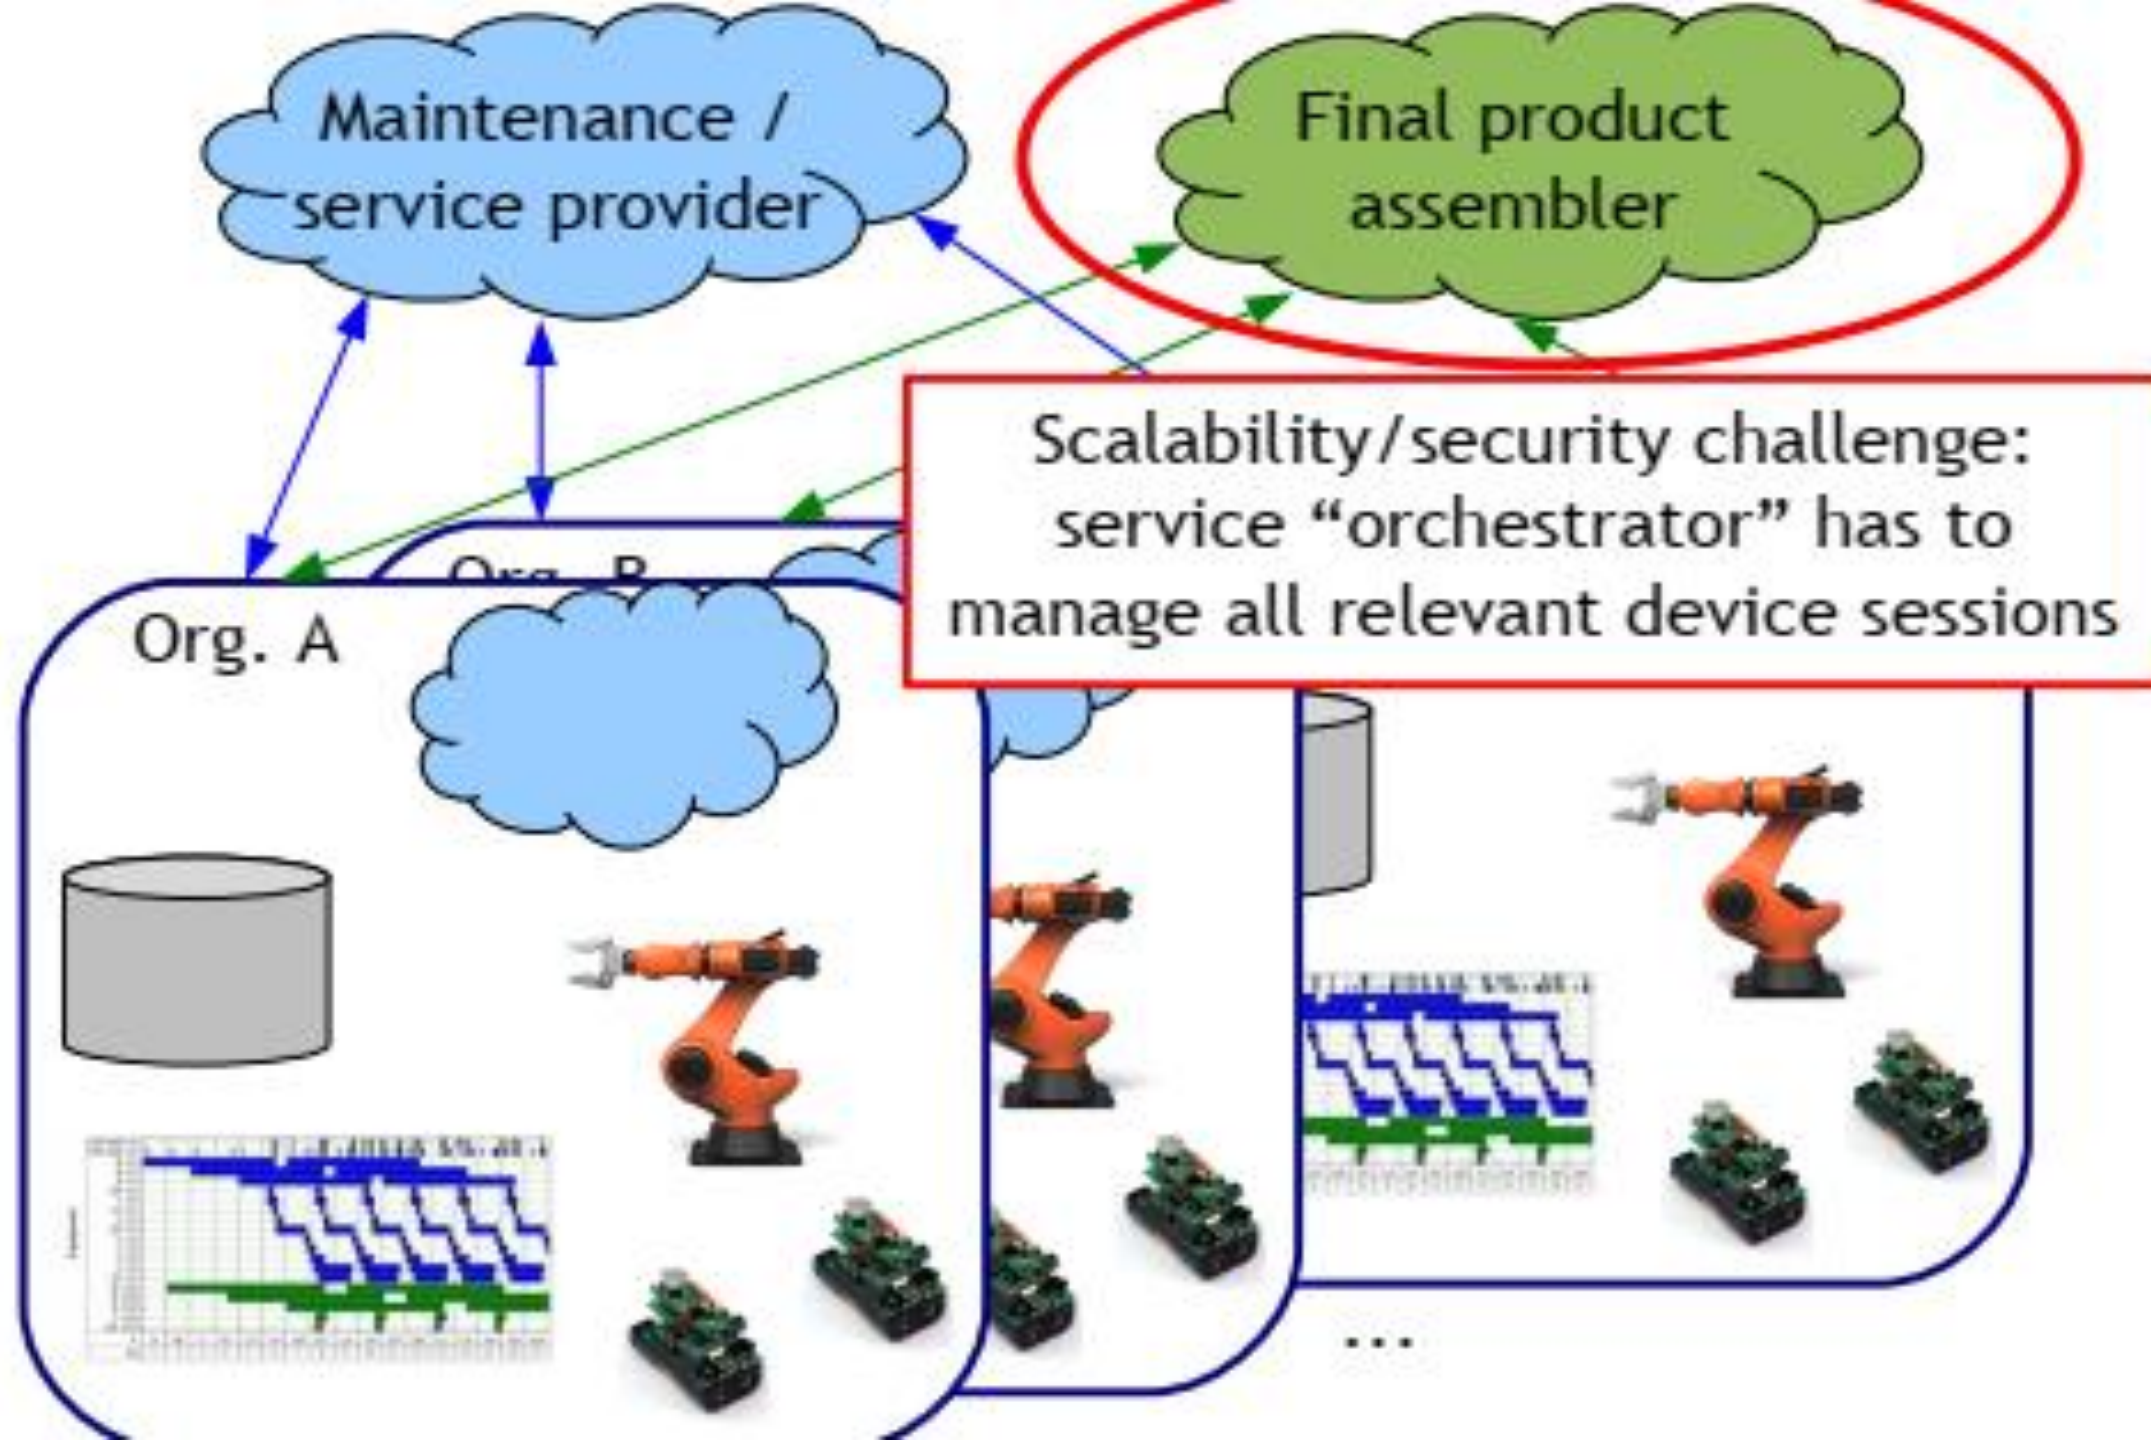 Maintenance /
service provider
Final product
assembler
Scalability/security challenge:
service “orchestrator” has to
manage all relevant device sessions
Org. B
Org. A
...